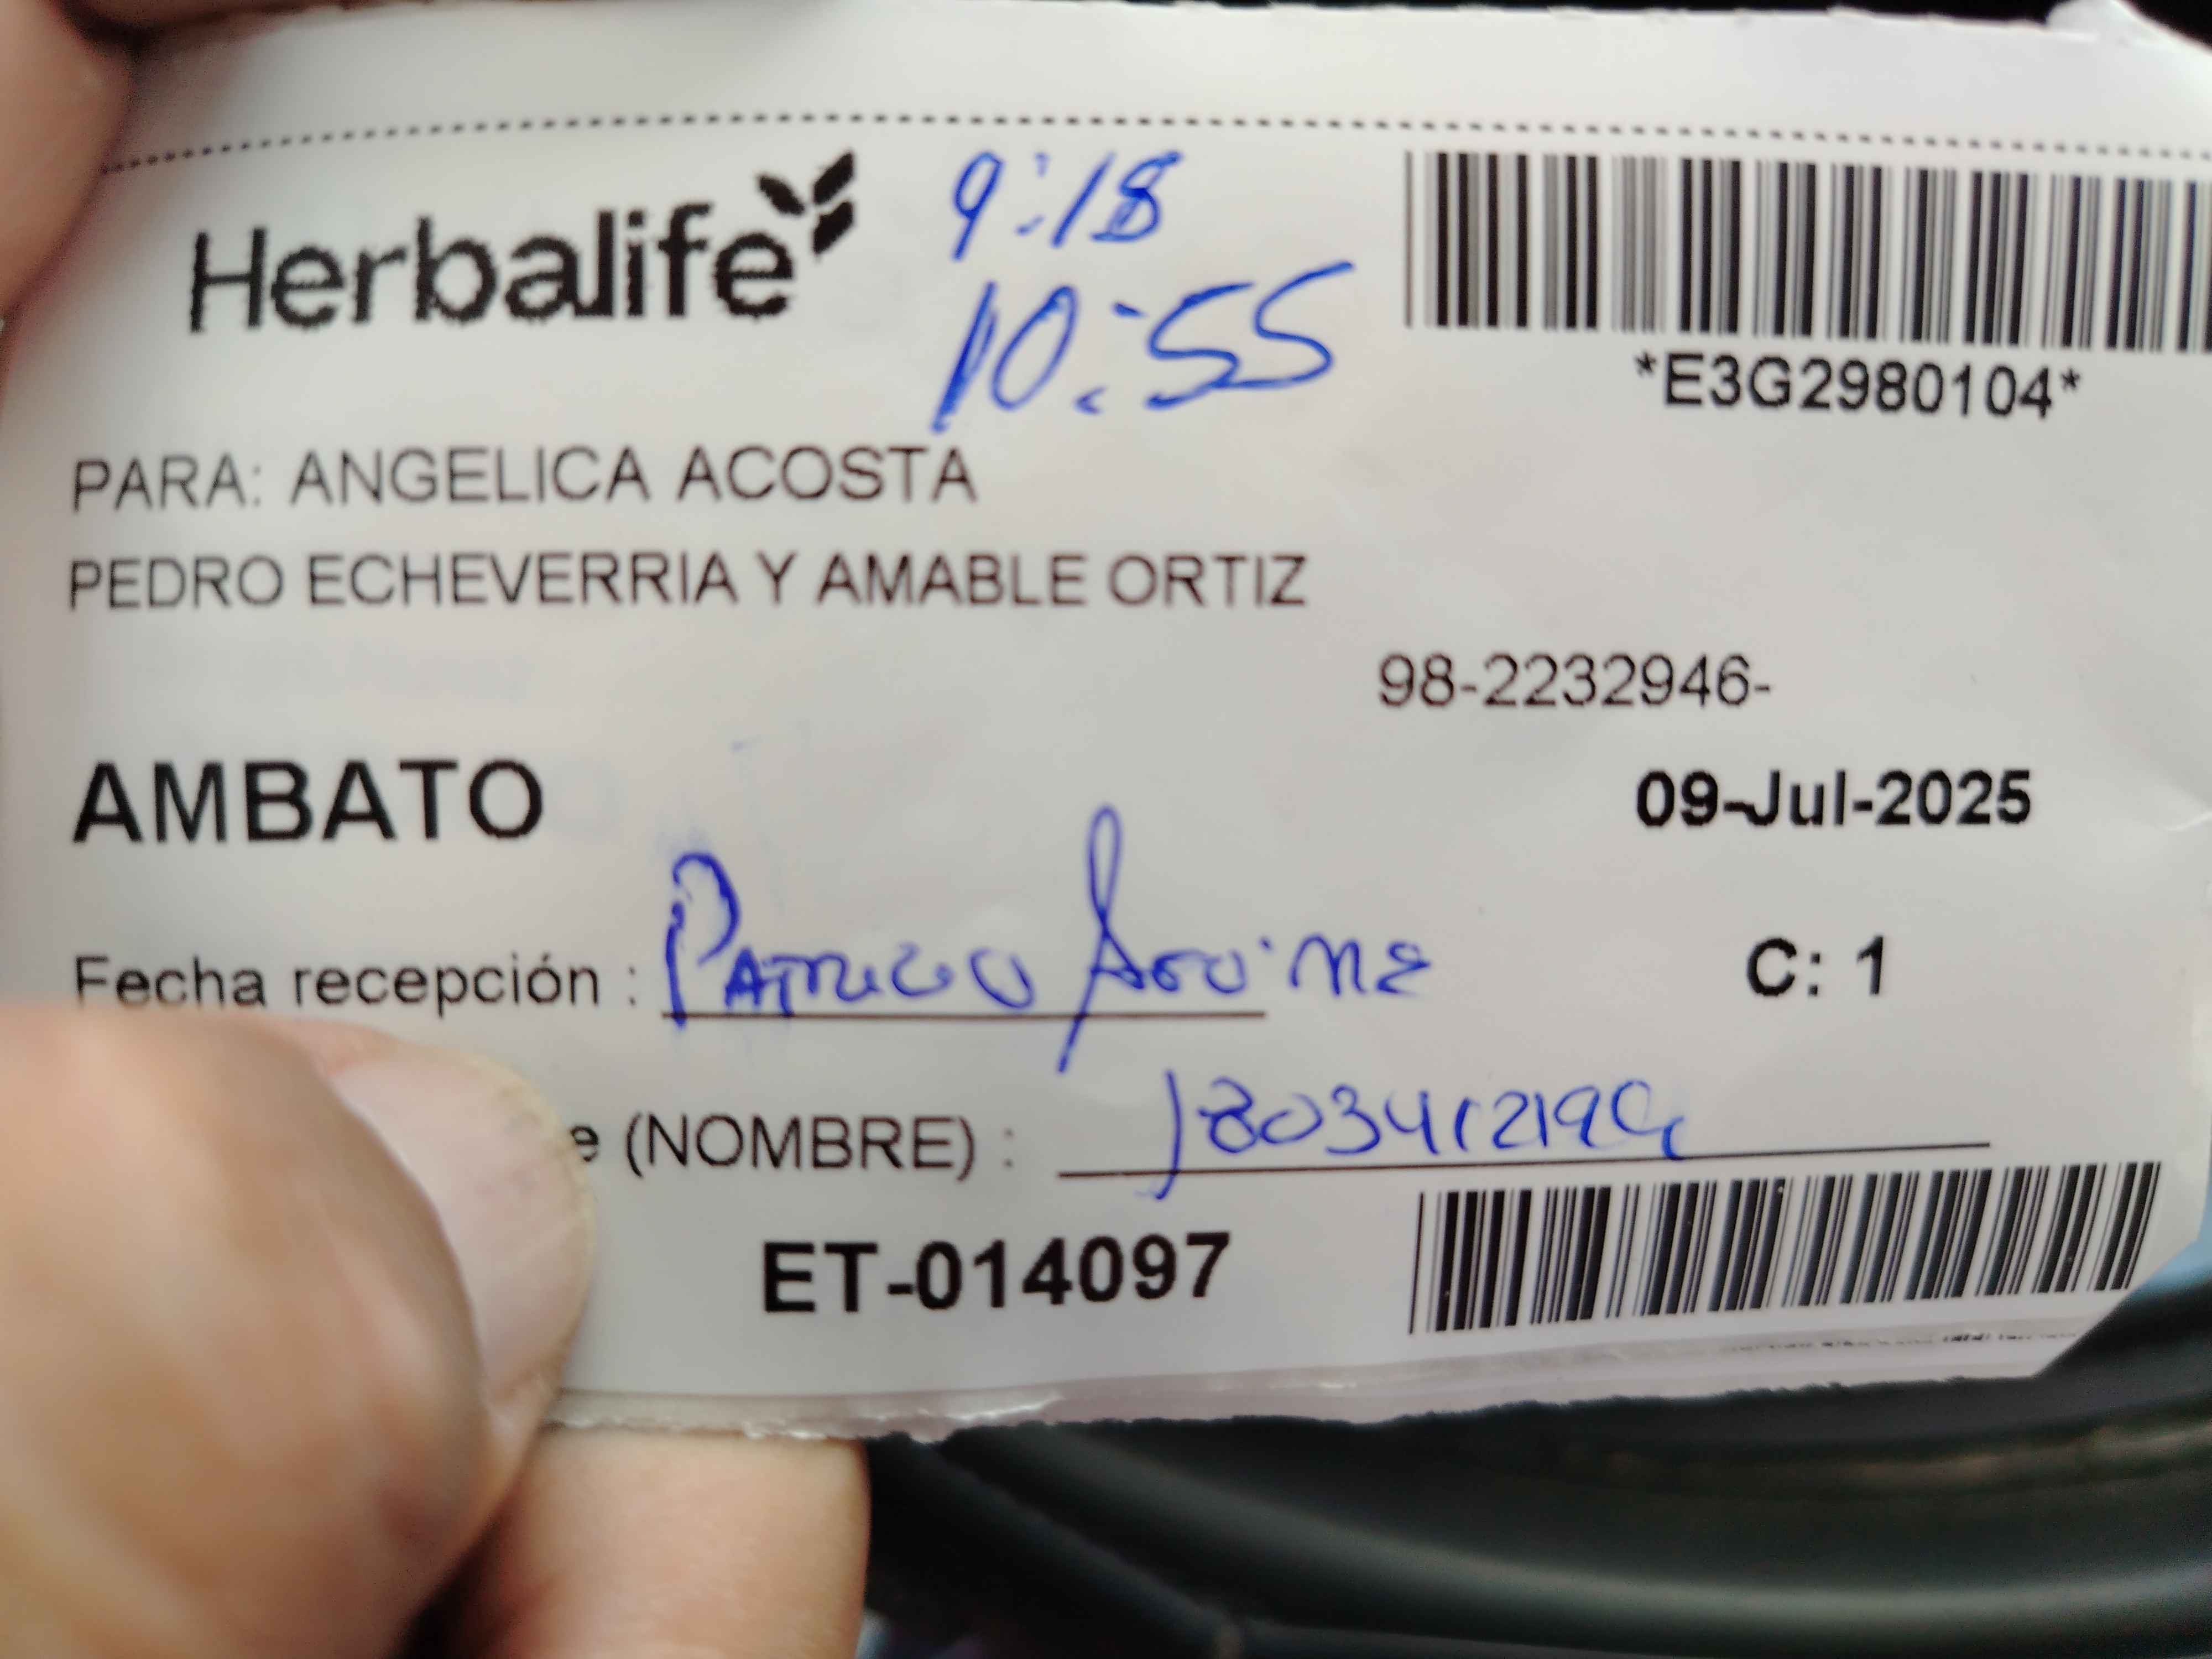 Herbalife
9:18
10:55
*E3G2980104*
PARA: ANGELICA ACOSTA
PEDRO ECHEVERRIA Y AMABLE ORTIZ
98-2232946-
AMBATO
09-Jul-2025
Fecha recepción : Patricio
C: 1
(NOMBRE) :
ET-014097